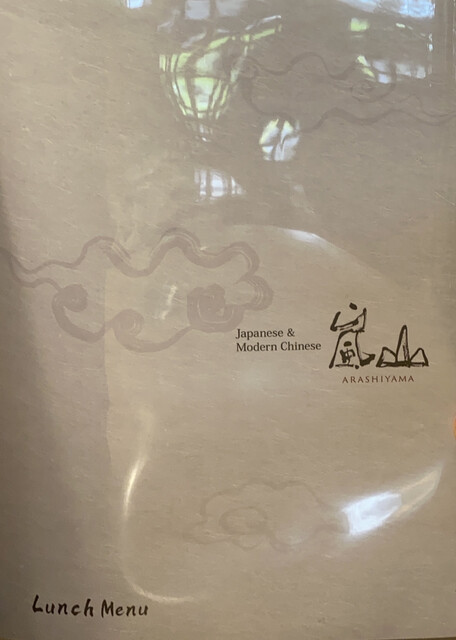 Japanese &
Modern Chinese
嵐山
ARASHIYAMA
Lunch Menu